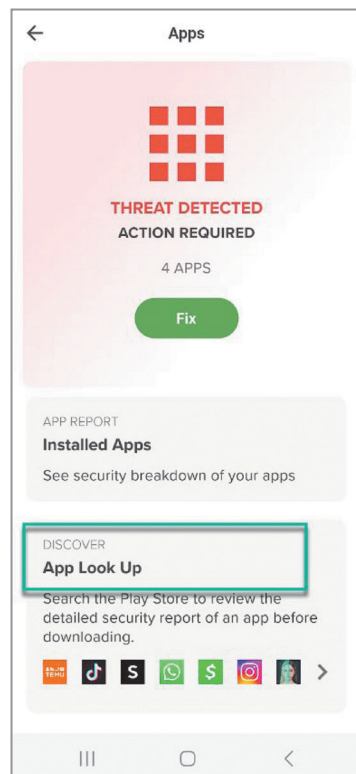 Apps
THREAT DETECTED
ACTION REQUIRED
4 APPS
Fix
APP REPORT
Installed Apps
See security breakdown of your apps
DISCOVER
App Look Up
Search the Play Store to review the
detailed security report of an app before
downloading.
S
$